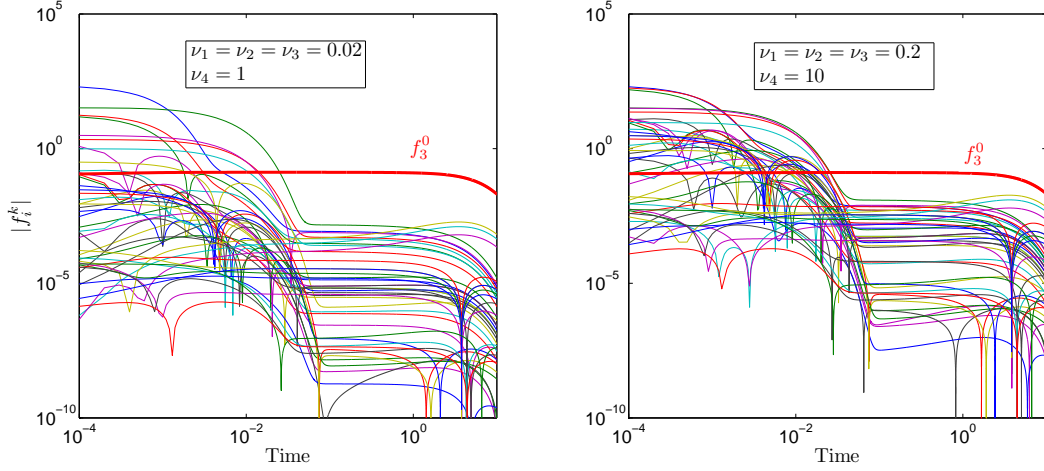 10^5
10^0
10^-5
10^-10
|f_i^k|
ν_1 = ν_2 = ν_3 = 0.02
ν_4 = 1
f_3^0
10^-4
10^-2
10^0
Time
10^5
10^0
10^-5
10^-10
ν_1 = ν_2 = ν_3 = 0.2
ν_4 = 10
f_3^0
10^-4
10^-2
10^0
Time